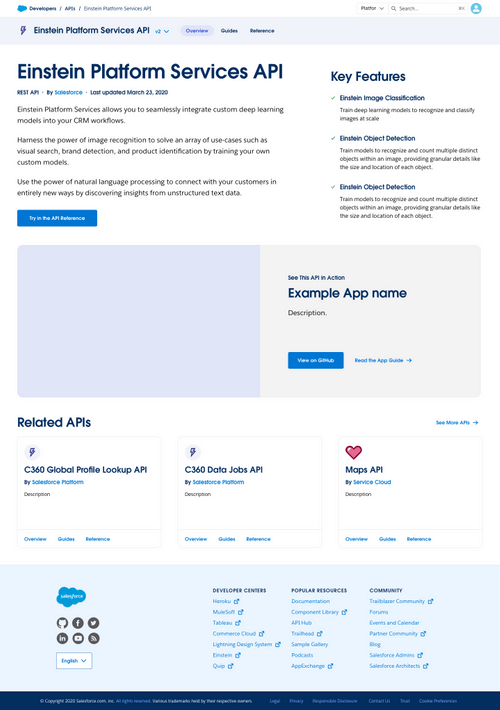 Developers / APIs / Einstein Platform Services API
Platfor
Search...
⌘K
Einstein Platform Services API v2 Overview Guides Reference
Einstein Platform Services API
REST API • By Salesforce • Last updated March 23, 2020
Einstein Platform Services allows you to seamlessly integrate custom deep learning
models into your CRM workflows.
Harness the power of image recognition to solve an array of use-cases such as
visual search, brand detection, and product identification by training your own
custom models.
Use the power of natural language processing to connect with your customers in
entirely new ways by discovering insights from unstructured text data.
Try in the API Reference
Key Features
Einstein Image Classification
Train deep learning models to recognize and classify
images at scale
Einstein Object Detection
Train models to recognize and count multiple distinct
objects within an image, providing granular details like
the size and location of each object.
Einstein Object Detection
Train models to recognize and count multiple distinct
objects within an image, providing granular details like
the size and location of each object.
See This API in Action
Example App name
Description.
View on GitHub
Read the App Guide →
Related APIs
See More APIs →
C360 Global Profile Lookup API
By Salesforce Platform
Description
Overview Guides Reference
C360 Data Jobs API
By Salesforce Platform
Description
Overview Guides Reference
Maps API
By Service Cloud
Description
Overview Guides Reference
salesforce
English
DEVELOPER CENTERS
Heroku
MuleSoft
Tableau
Commerce Cloud
Lightning Design System
Einstein
Quip
POPULAR RESOURCES
Documentation
Component Library
API Hub
Trailhead
Sample Gallery
Podcasts
AppExchange
COMMUNITY
Trailblazer Community
Forums
Events and Calendar
Partner Community
Blog
Salesforce Admins
Salesforce Architects
© Copyright 2020 Salesforce.com, inc. All rights reserved. Various trademarks held by their respective owners.
Legal Privacy Responsible Disclosure Contact Us Trust Cookie Preferences